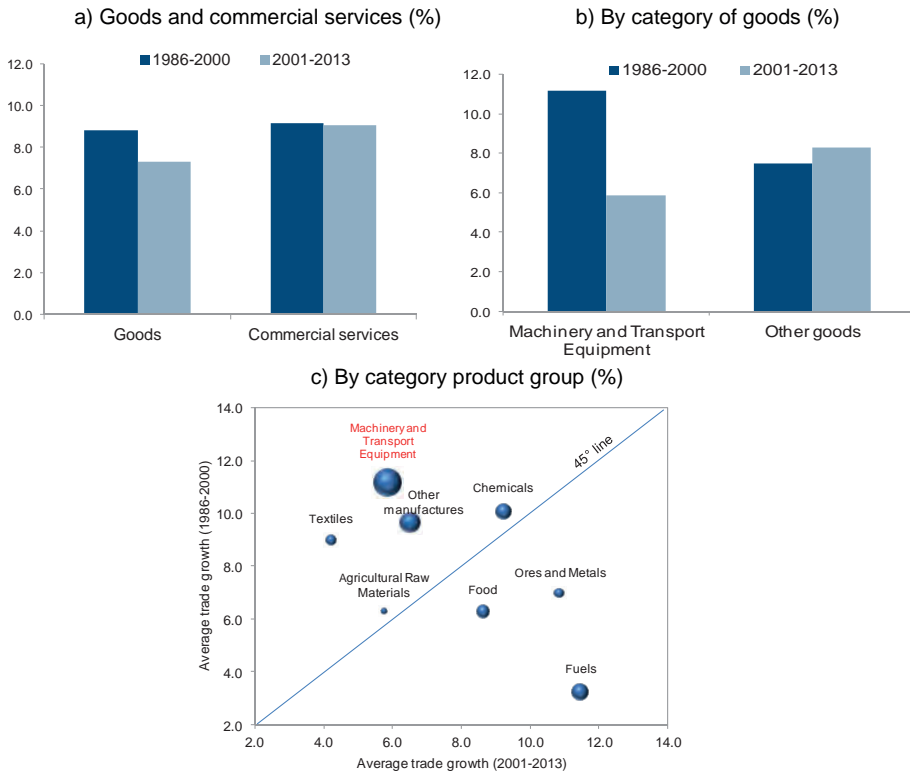 a) Goods and commercial services (%)
1986-2000 2001-2013
12.0
10.0
8.0
6.0
4.0
2.0
0.0
Goods Commercial services
b) By category of goods (%)
1986-2000 2001-2013
12.0
10.0
8.0
6.0
4.0
2.0
0.0
Machinery and Transport
Equipment
Other goods
c) By category product group (%)
Average trade growth (1986-2000)
14.0
12.0
10.0
8.0
6.0
4.0
2.0
Machinery and
Transport
Equipment
45° line
Chemicals
Other
manufactures
Textiles
Agricultural Raw
Materials
Food
Ores and Metals
Fuels
2.0 4.0 6.0 8.0 10.0 12.0 14.0
Average trade growth (2001-2013)